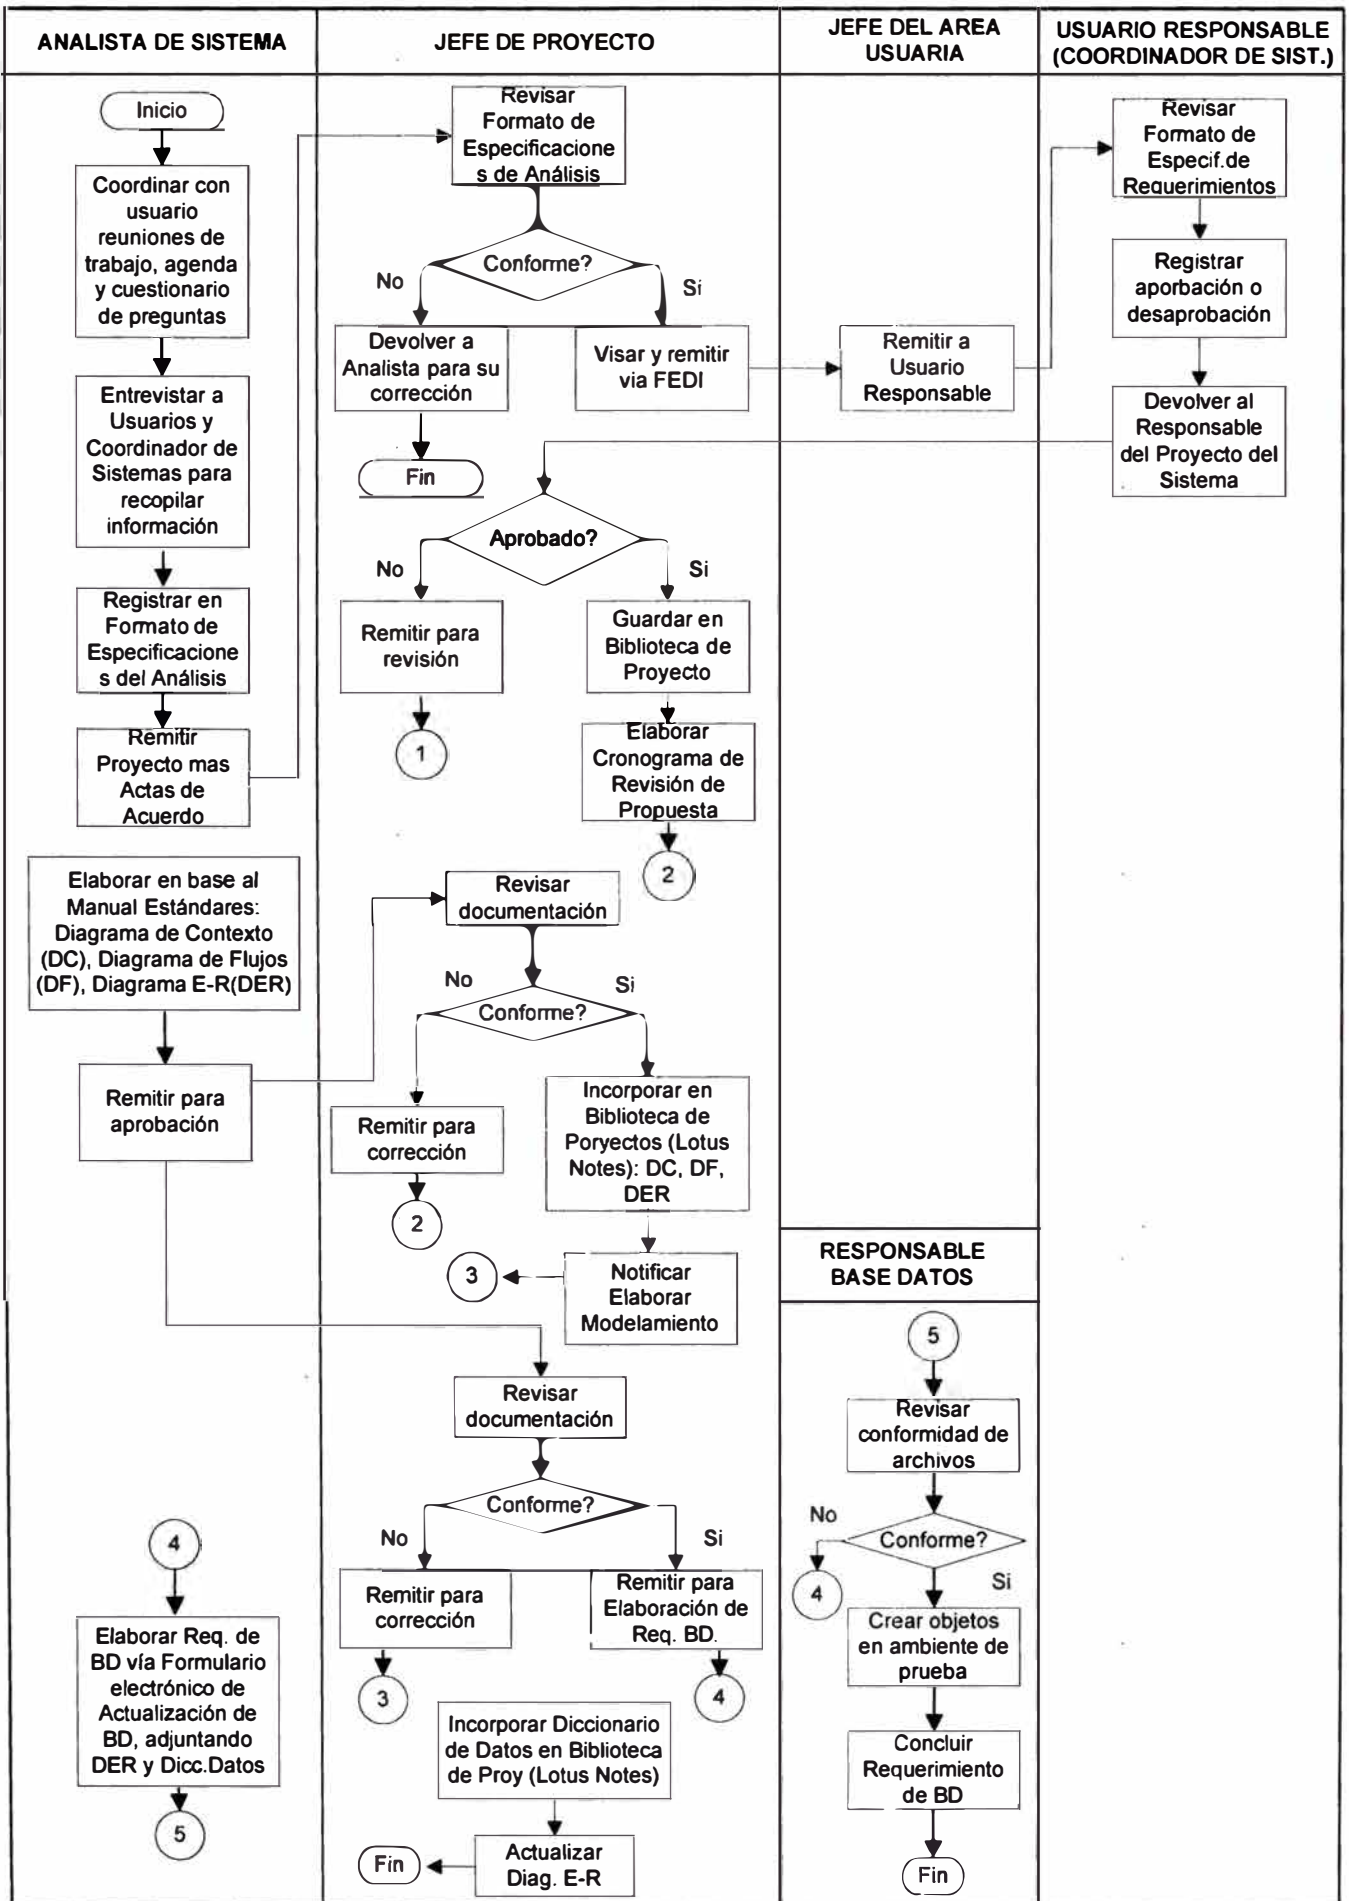 ANALISTA DE SISTEMA
JEFE DE PROYECTO
JEFE DEL AREA
USUARIA
USUARIO RESPONSABLE
(COORDINADOR DE SIST.)
Inicio
Coordinar con
usuario
reuniones de
trabajo, agenda
y cuestionario
de preguntas
Entrevistar a
Usuarios y
Coordinador de
Sistemas para
recopilar
información
Registrar en
Formato de
Especificacione
s del Análisis
Remitir
Proyecto mas
Actas de
Acuerdo
Revisar
Formato de
Especificacione
s de Análisis
Conforme?
No
Si
Devolver a
Analista para su
corrección
Visar y remitir
via FEDI
Fin
Remitir a
Usuario
Responsable
Revisar
Formato de
Especif.de
Requerimientos
Registrar
aporbación o
desaprobación
Devolver al
Responsable
del Proyecto del
Sistema
Aprobado?
No
Si
Remitir para
revisión
1
Guardar en
Biblioteca de
Proyecto
Elaborar
Cronograma de
Revisión de
Propuesta
2
Elaborar en base al
Manual Estándares:
Diagrama de Contexto
(DC), Diagrama de Flujos
(DF), Diagrama E-R(DER)
Remitir para
aprobación
Revisar
documentación
No
Si
Conforme?
Remitir para
corrección
2
Incorporar en
Biblioteca de
Poryectos (Lotus
Notes): DC, DF,
DER
Notificar
Elaborar
Modelamiento
3
Revisar
documentación
Conforme?
No
Si
Remitir para
corrección
3
Remitir para
Elaboración de
Req. BD.
4
4
Elaborar Req. de
BD vía Formulario
electrónico de
Actualización de
BD, adjuntando
DER y Dicc.Datos
5
Incorporar Diccionario
de Datos en Biblioteca
de Proy (Lotus Notes)
Actualizar
Diag. E-R
Fin
RESPONSABLE
BASE DATOS
5
Revisar
conformidad de
archivos
No
Conforme?
4
Si
Crear objetos
en ambiente de
prueba
Concluir
Requerimiento
de BD
Fin